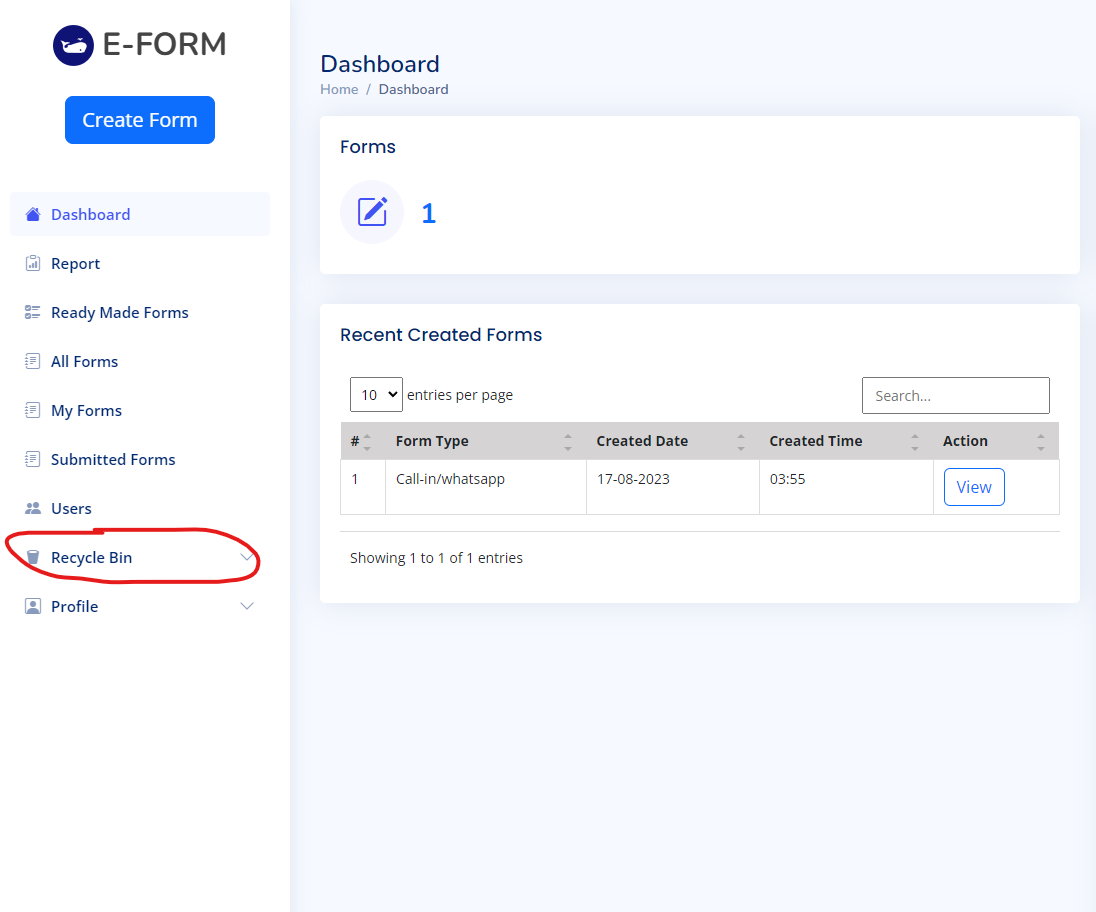 E-FORM
Create Form
Dashboard
Report
Ready Made Forms
All Forms
My Forms
Submitted Forms
Users
Recycle Bin
Profile
Dashboard
Home / Dashboard
Forms
1
Recent Created Forms
10 entries per page Search...
# Form Type Created Date Created Time Action
1 Call-in/whatsapp 17-08-2023 03:55 View
Showing 1 to 1 of 1 entries